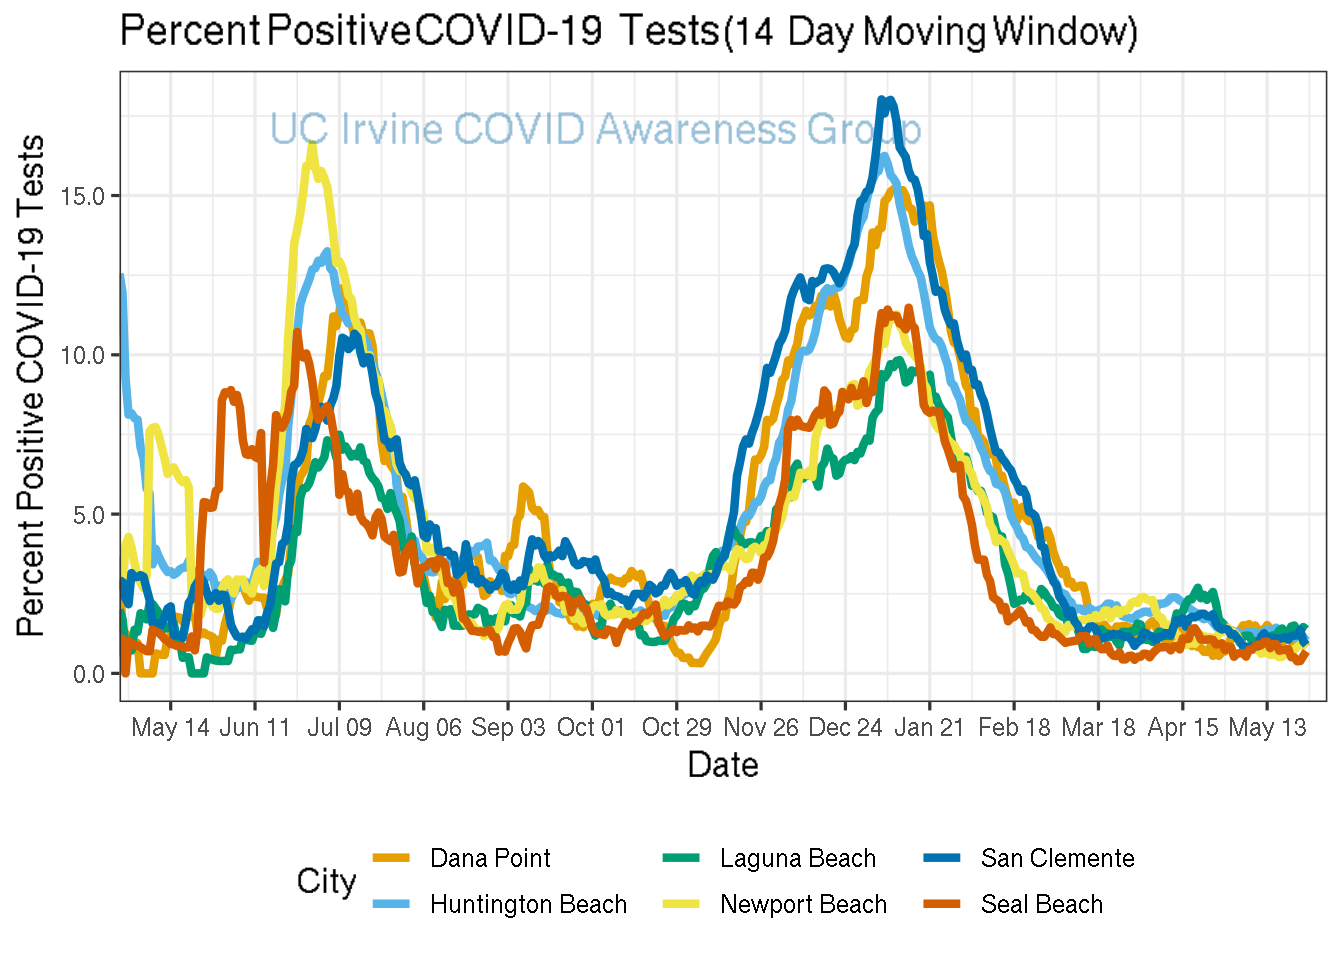 Percent Positive COVID-19 Tests(14 Day Moving Window)
UC Irvine COVID Awareness Group
Percent Positive COVID-19 Tests
15.0
10.0
5.0
0.0
May 14 Jun 11 Jul 09 Aug 06 Sep 03 Oct 01 Oct 29 Nov 26 Dec 24 Jan 21 Feb 18 Mar 18 Apr 15 May 13
Date
City
Dana Point Laguna Beach San Clemente
Huntington Beach Newport Beach Seal Beach